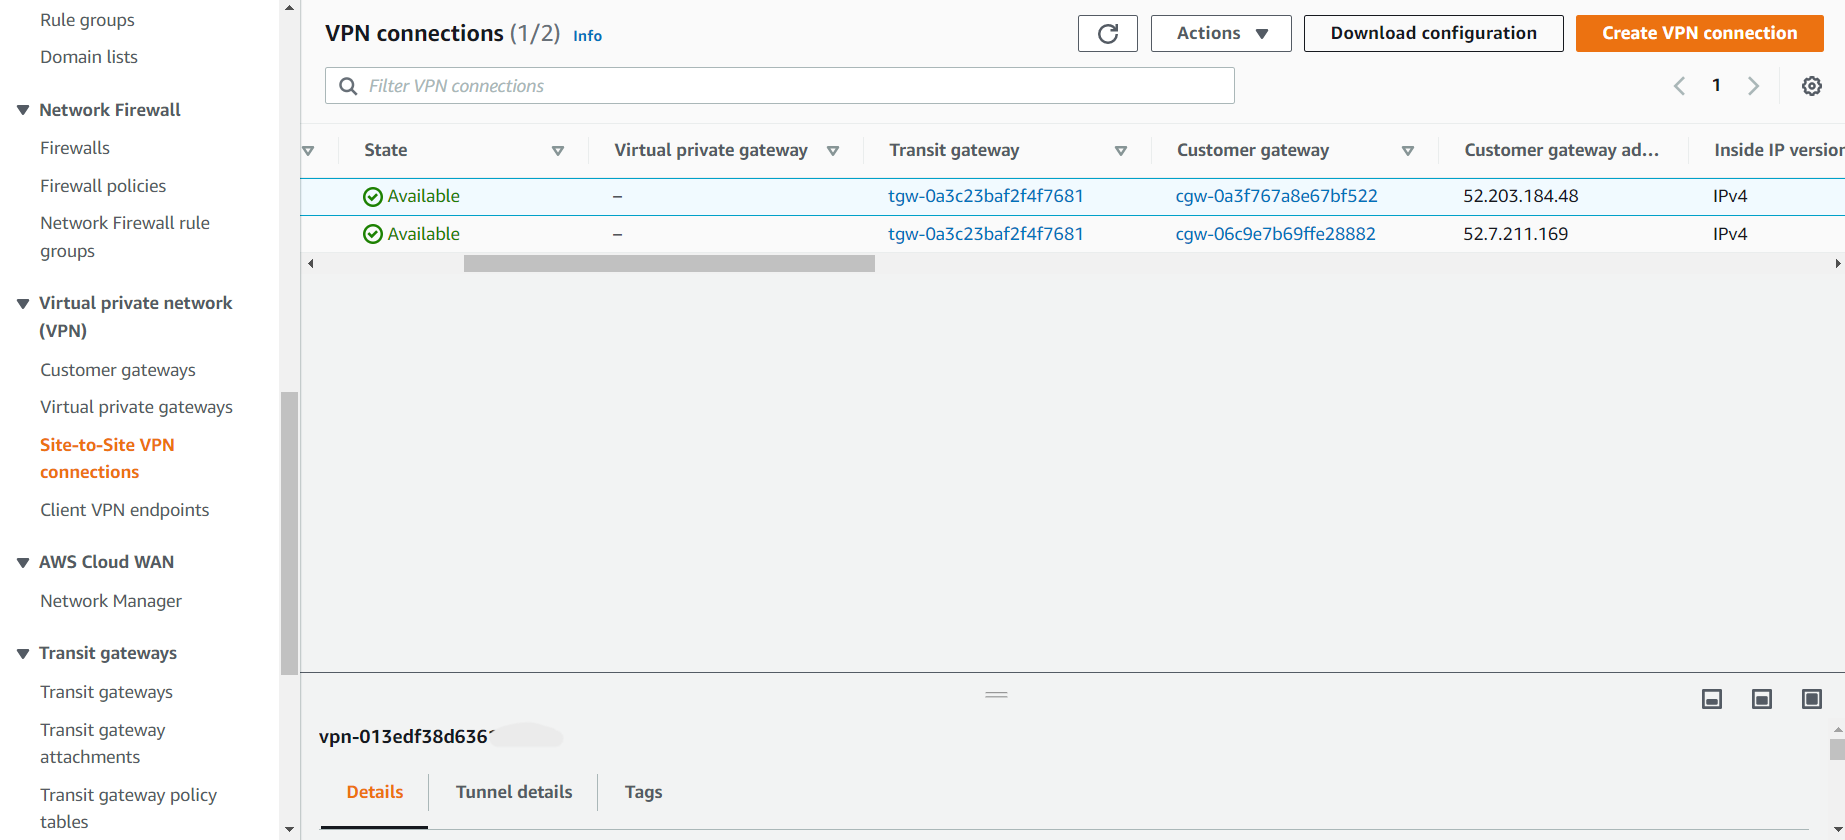 Rule groups
Domain lists
Network Firewall
Firewalls
Firewall policies
Network Firewall rule
groups
Virtual private network
(VPN)
Customer gateways
Virtual private gateways
Site-to-Site VPN
connections
Client VPN endpoints
AWS Cloud WAN
Network Manager
Transit gateways
Transit gateways
Transit gateway
attachments
Transit gateway policy
tables
VPN connections (1/2) Info
Actions
Download configuration
Create VPN connection
Filter VPN connections
1
State Virtual private gateway Transit gateway Customer gateway Customer gateway ad... Inside IP version
Available – tgw-0a3c23baf2f4f7681 cgw-0a3f767a8e67bf522 52.203.184.48 IPv4
Available – tgw-0a3c23baf2f4f7681 cgw-06c9e7b69ffe28882 52.7.211.169 IPv4
vpn-013edf38d636
Details Tunnel details Tags